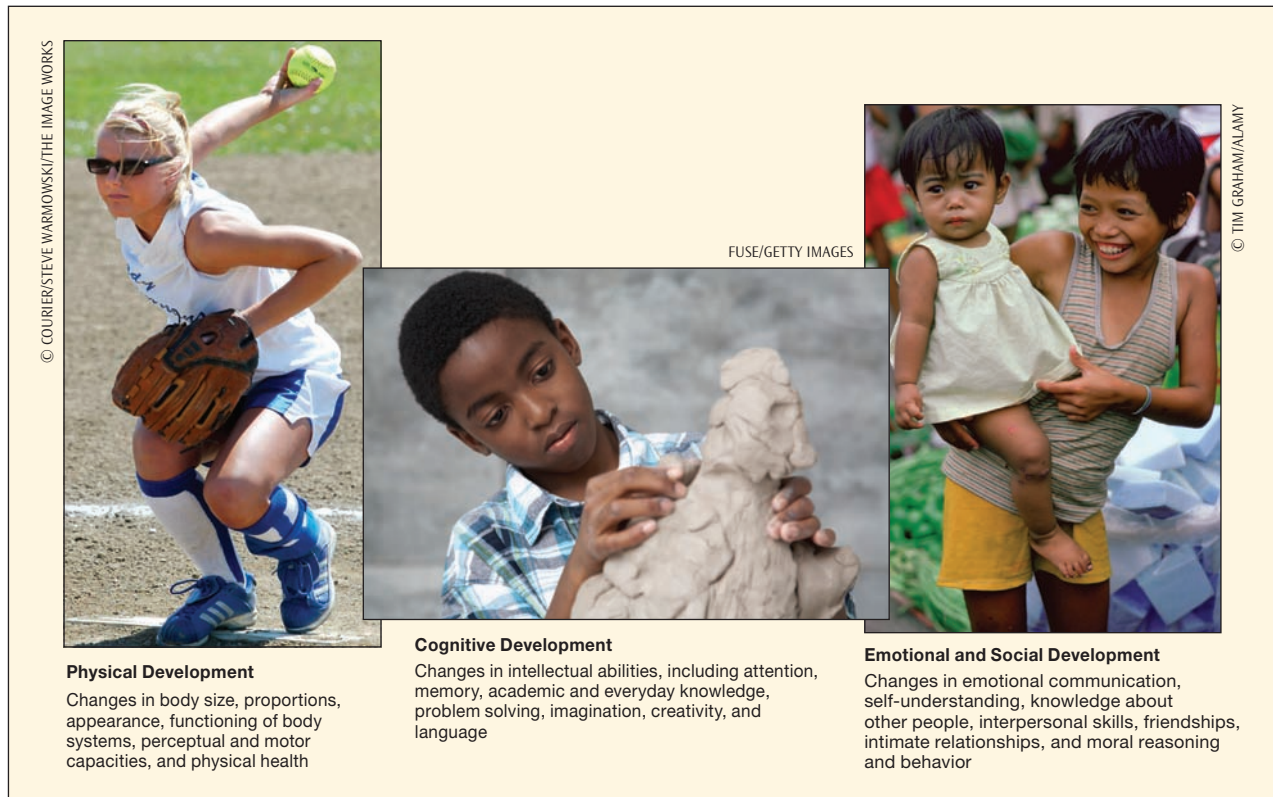 © COURIER/STEVE WARMOWSKI/THE IMAGE WORKS
FUSE/GETTY IMAGES
© TIM GRAHAM/ALAMY
Physical Development
Changes in body size, proportions,
appearance, functioning of body
systems, perceptual and motor
capacities, and physical health
Cognitive Development
Changes in intellectual abilities, including attention,
memory, academic and everyday knowledge,
problem solving, imagination, creativity, and
language
Emotional and Social Development
Changes in emotional communication,
self-understanding, knowledge about
other people, interpersonal skills, friendships,
intimate relationships, and moral reasoning
and behavior